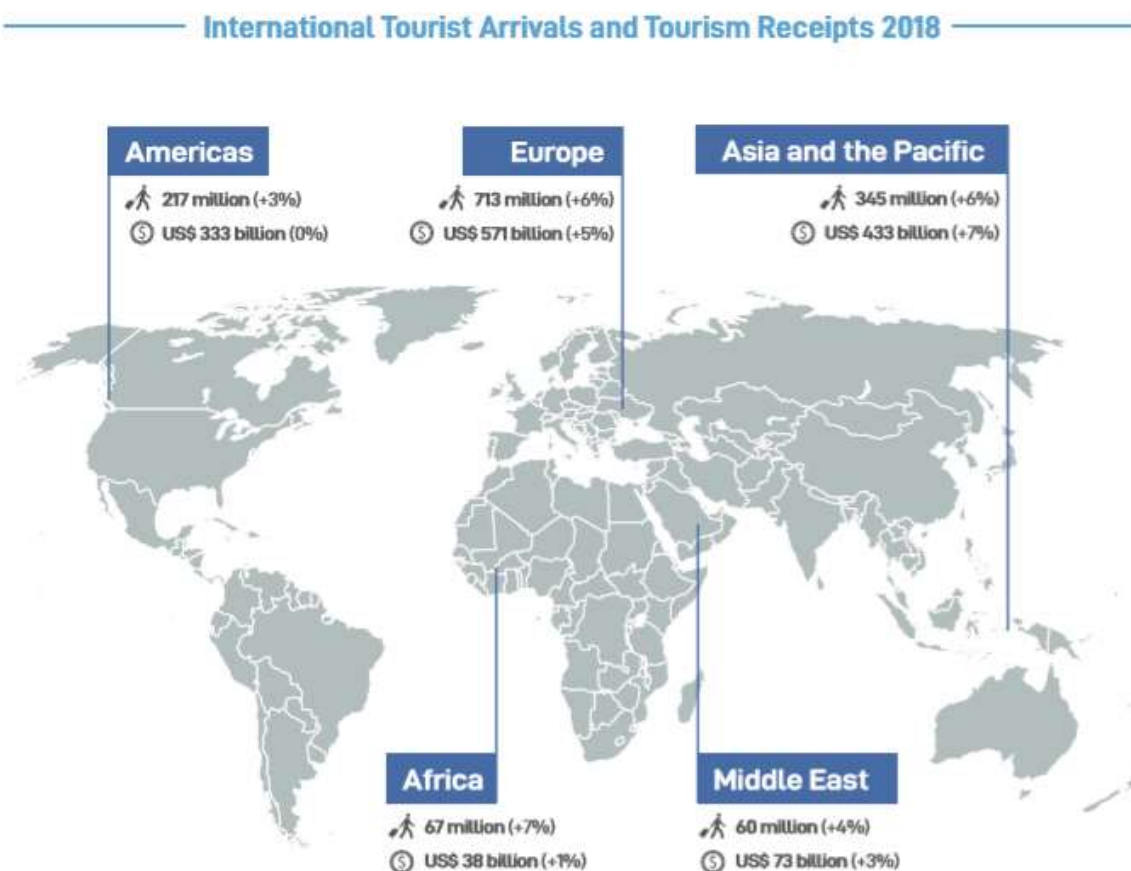 International Tourist Arrivals and Tourism Receipts 2018
Americas
217 million (+3%)
US$ 333 billion (0%)
Europe
713 million (+6%)
US$ 571 billion (+5%)
Asia and the Pacific
345 million (+6%)
US$ 433 billion (+7%)
Africa
67 million (+7%)
US$ 38 billion (+1%)
Middle East
60 million (+4%)
US$ 73 billion (+3%)